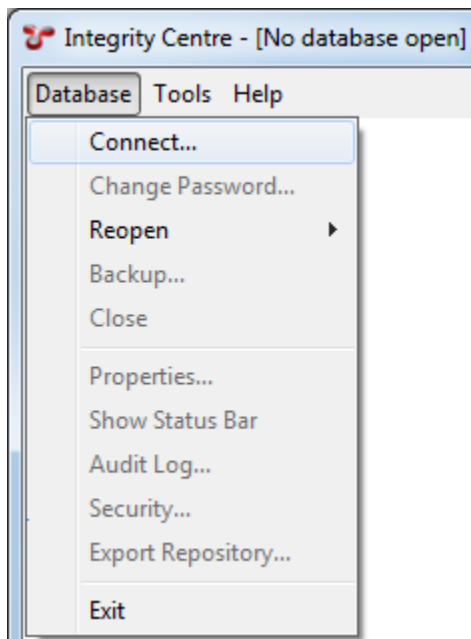 Integrity Centre - [No database open]
Database Tools Help
Connect...
Change Password...
Reopen
Backup...
Close
Properties...
Show Status Bar
Audit Log...
Security...
Export Repository...
Exit